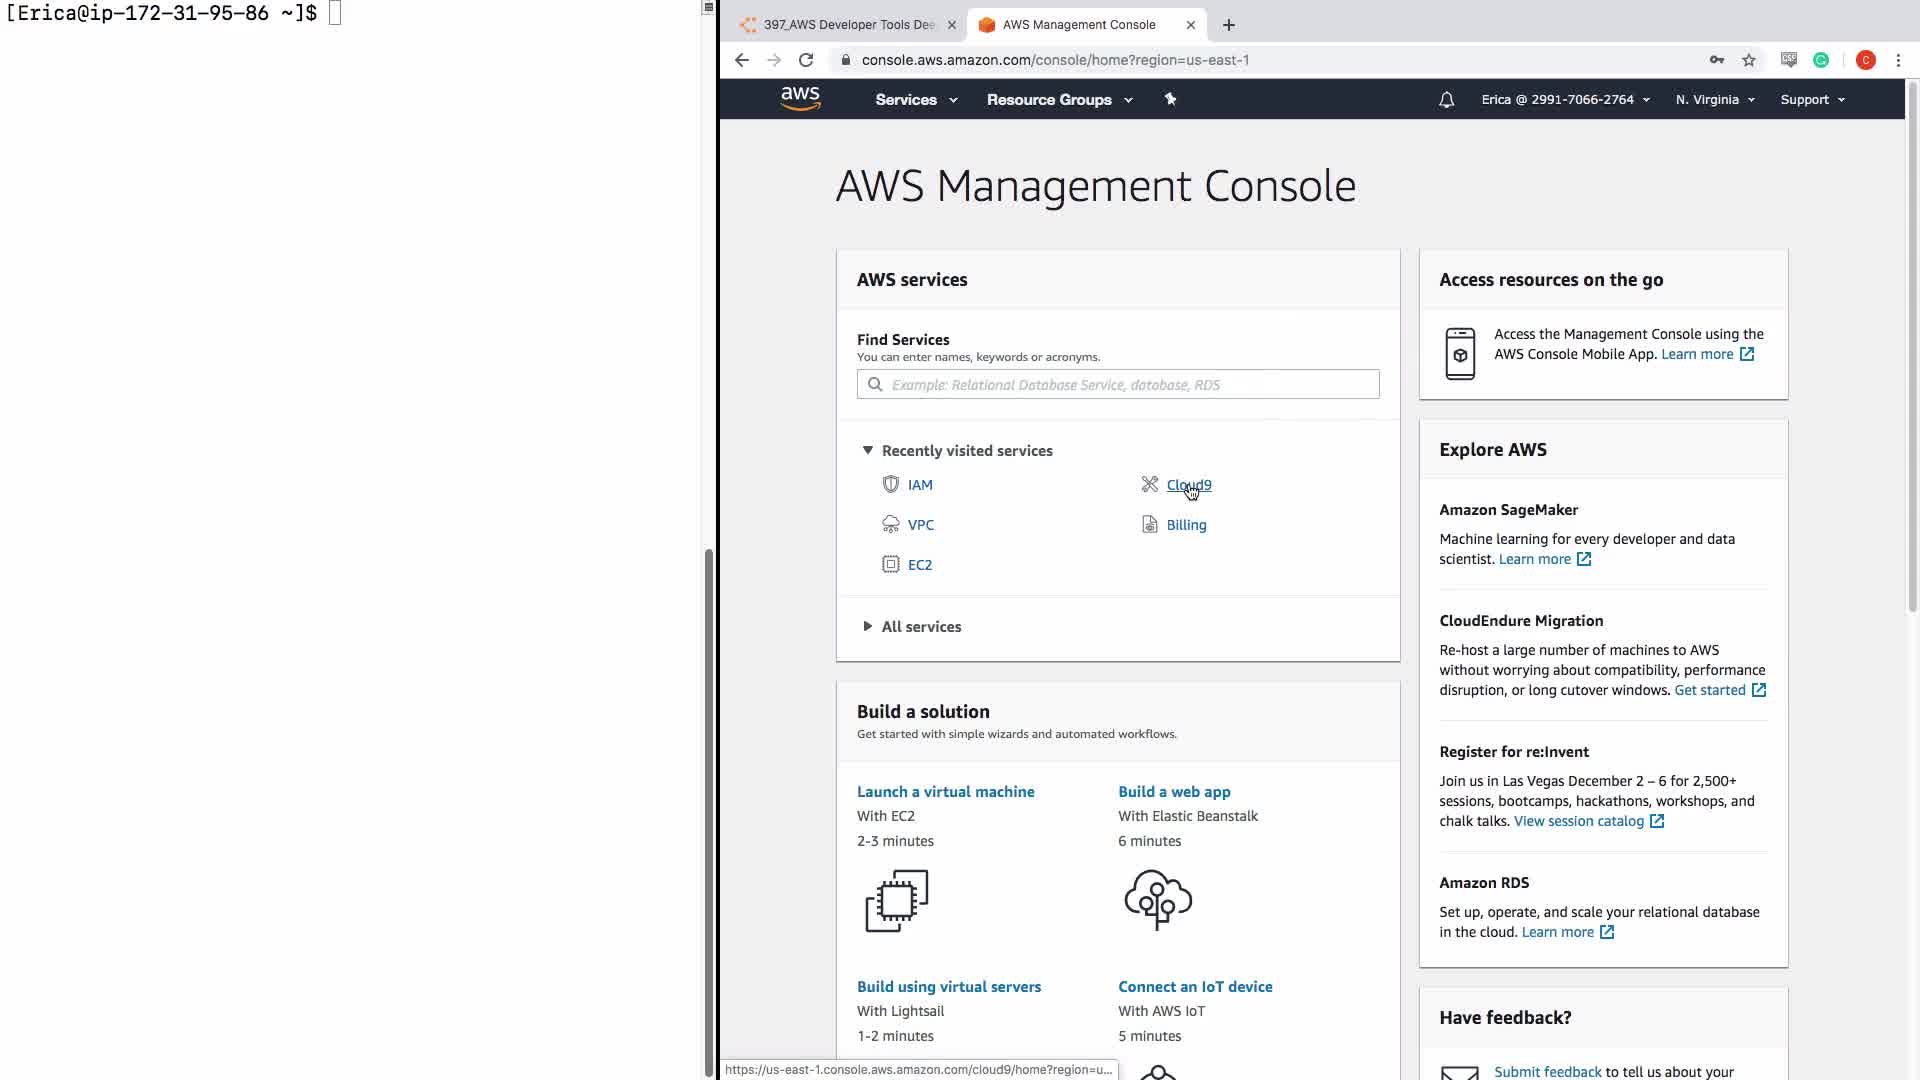 [Erica@ip-172-31-95-86 ~]$
397_AWS Developer Tools Dee
AWS Management Console
console.aws.amazon.com/console/home?region=us-east-1
C
aws
Services
Resource Groups
Erica @ 2991-7066-2764
N. Virginia
Support
AWS Management Console
AWS services
Find Services
You can enter names, keywords or acronyms.
Example: Relational Database Service, database, RDS
Recently visited services
IAM
Cloud9
VPC
Billing
EC2
All services
Build a solution
Get started with simple wizards and automated workflows.
Launch a virtual machine
With EC2
2-3 minutes
Build a web app
With Elastic Beanstalk
6 minutes
Build using virtual servers
With Lightsail
1-2 minutes
Connect an IoT device
With AWS IoT
5 minutes
Access resources on the go
Access the Management Console using the
AWS Console Mobile App. Learn more
Explore AWS
Amazon SageMaker
Machine learning for every developer and data
scientist. Learn more
CloudEndure Migration
Re-host a large number of machines to AWS
without worrying about compatibility, performance
disruption, or long cutover windows. Get started
Register for re:Invent
Join us in Las Vegas December 2 – 6 for 2,500+
sessions, bootcamps, hackathons, workshops, and
chalk talks. View session catalog
Amazon RDS
Set up, operate, and scale your relational database
in the cloud. Learn more
Have feedback?
Submit feedback to tell us about your
https://us-east-1.console.aws.amazon.com/cloud9/home?region=u...